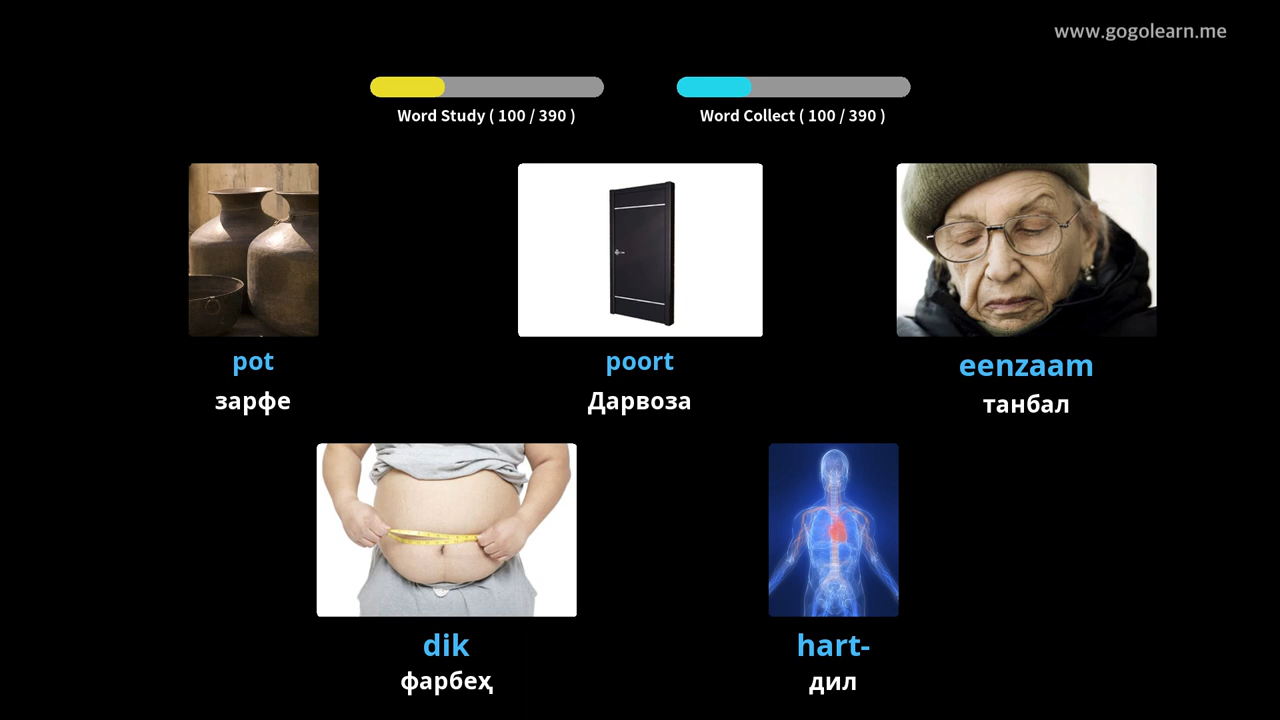 www.gogolearn.me
Word Study ( 100 / 390 )
Word Collect ( 100 / 390 )
pot
зарфе
poort
Дарвоза
eenzaam
танбал
dik
фарбеҳ
hart-
дил